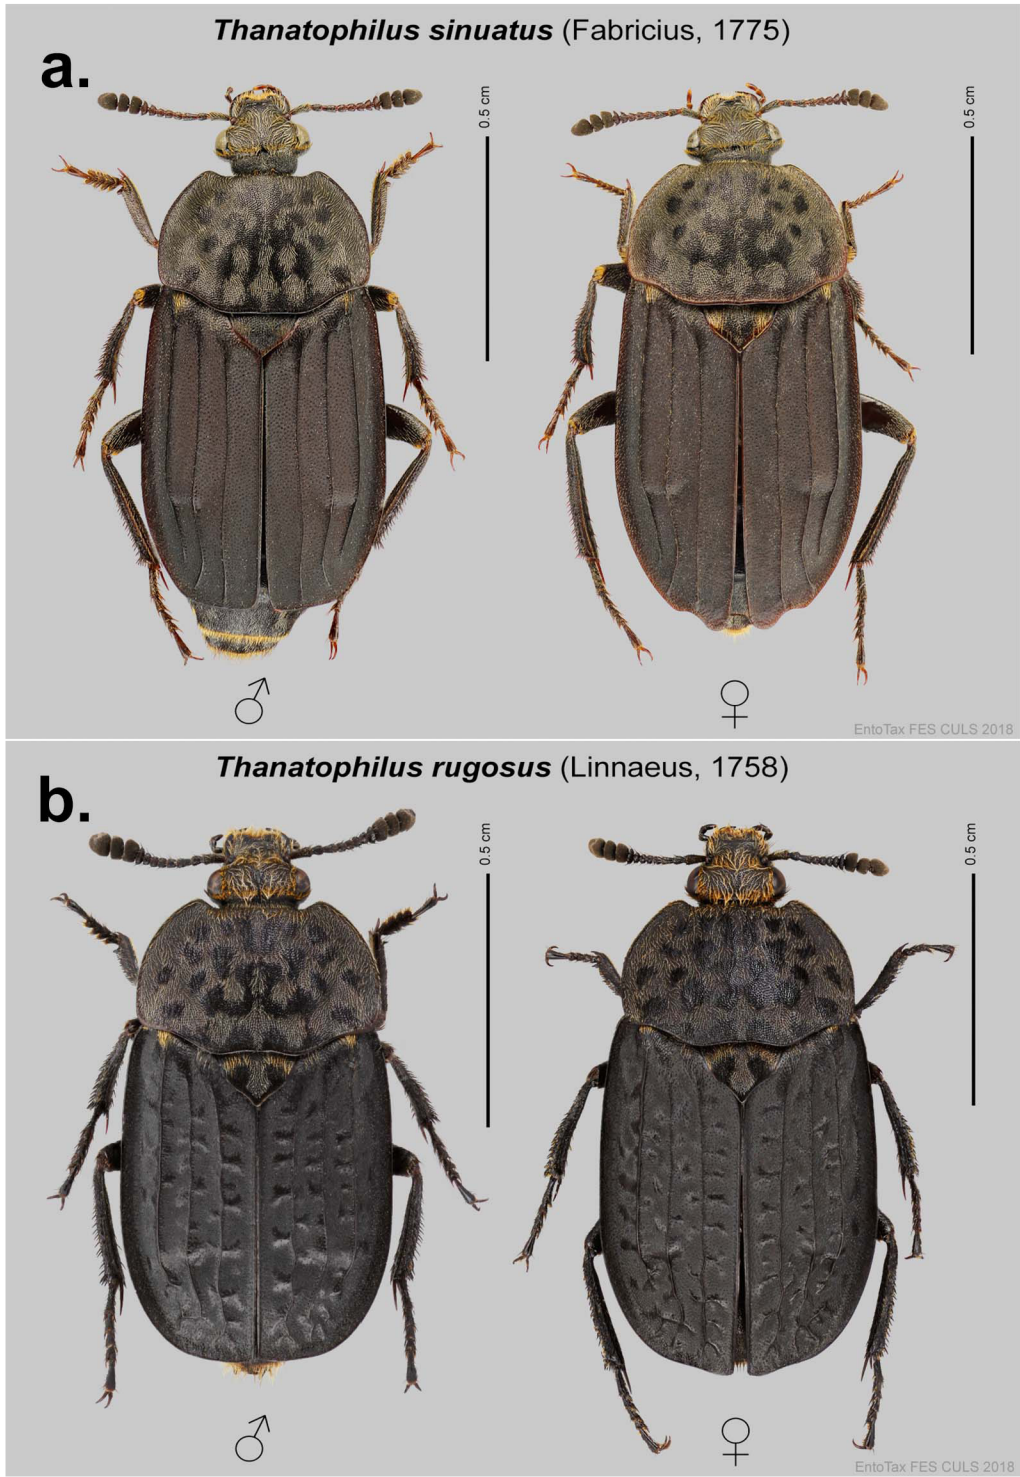 Thanatophilus sinuatus (Fabricius, 1775)
a.
0.5 cm
0.5 cm
♂
♀
EntoTax FES CULS 2018
Thanatophilus rugosus (Linnaeus, 1758)
b.
0.5 cm
0.5 cm
♂
♀
EntoTax FES CULS 2018